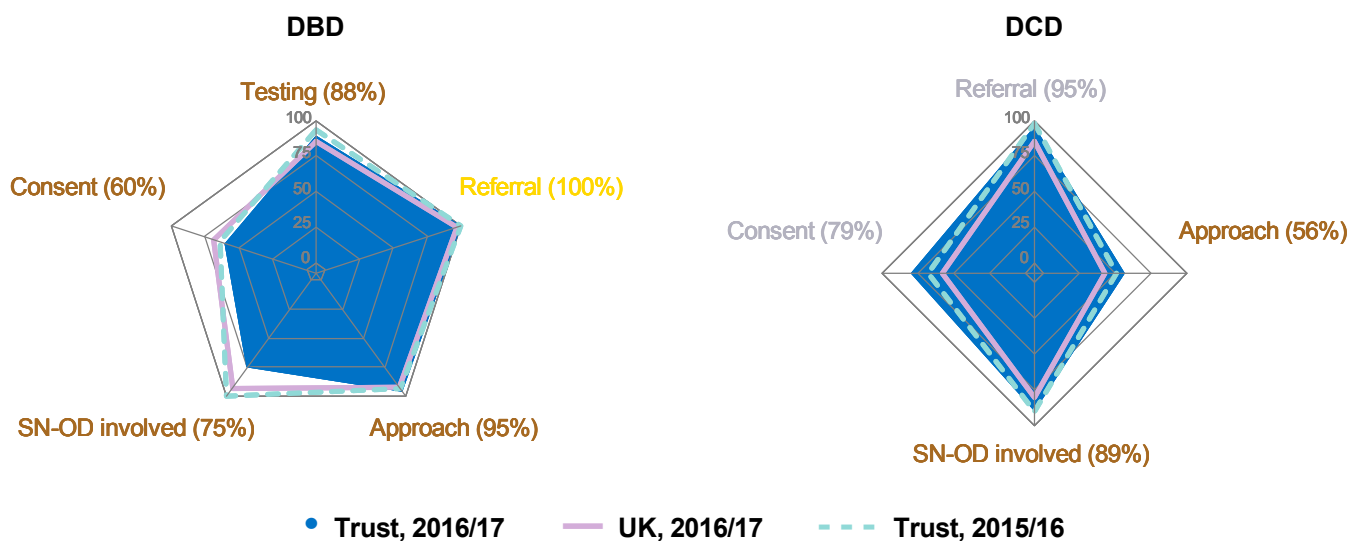 DBD
DCD
Testing (88%)
Referral (95%)
100
75
50
25
0
100
75
50
25
0
Consent (60%)
Referral (100%)
Consent (79%)
Approach (56%)
SN-OD involved (75%)
Approach (95%)
SN-OD involved (89%)
Trust, 2016/17
UK, 2016/17
Trust, 2015/16